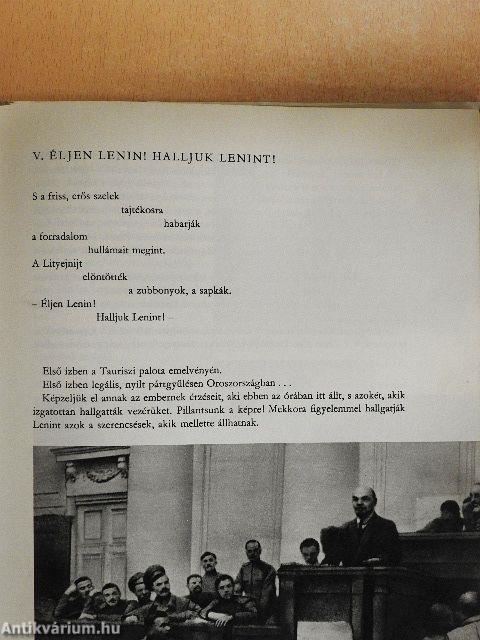 V. ÉLJEN LENIN! HALLJUK LENINT!
S a friss, erős szelek
tajtékosra
habarják
a forradalom
hullámait megint.
A Lityejnijt
elöntötték
a zubbonyok, a sapkák.
– Éljen Lenin!
Halljuk Lenint! –
Első ízben a Tauriszi palota emelvényén.
Első ízben legális, nyílt pártgyűlésen Oroszországban . . .
Képzeljük el annak az embernek érzéseit, aki ebben az órában itt állt, s azokét, akik
izgatottan hallgatták vezérüket. Pillantsunk a képre! Mekkora figyelemmel hallgatják
Lenint azok a szerencsések, akik mellette állhatnak.
Antikvárium.hu